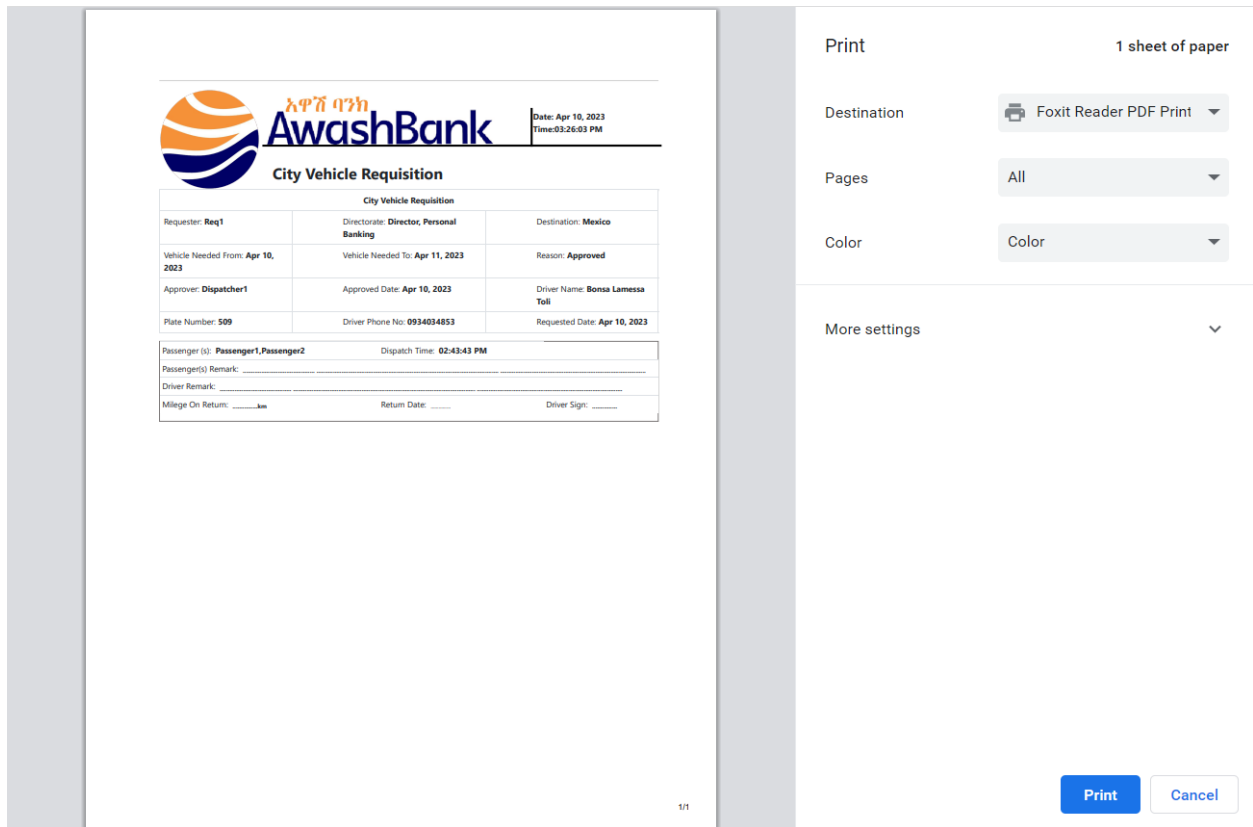 Print
1 sheet of paper
አዋሽ ባንክ
AwashBank
Date: Apr 10, 2023
Time:03:26:03 PM
City Vehicle Requisition
City Vehicle Requisition
Requester: Req1
Directorate: Director, Personal
Banking
Destination: Mexico
Vehicle Needed From: Apr 10,
2023
Vehicle Needed To: Apr 11, 2023
Reason: Approved
Approver: Dispatcher1
Approved Date: Apr 10, 2023
Driver Name: Bonsa Lamessa
Toli
Plate Number: 509
Driver Phone No: 0934034853
Requested Date: Apr 10, 2023
Passenger (s): Passenger1,Passenger2
Dispatch Time: 02:43:43 PM
Passenger(s) Remark:
Driver Remark:
Milege On Return: km
Return Date:
Driver Sign:
1/1
Destination
Foxit Reader PDF Print
Pages
All
Color
Color
More settings
Print
Cancel